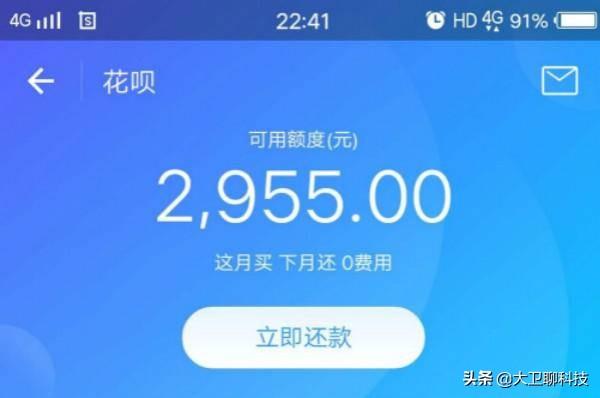 4G 22:41 HD 4G 91%
花呗
可用额度(元)
2,955.00
这月买 下月还 0费用
立即还款
头条 @大卫聊科技